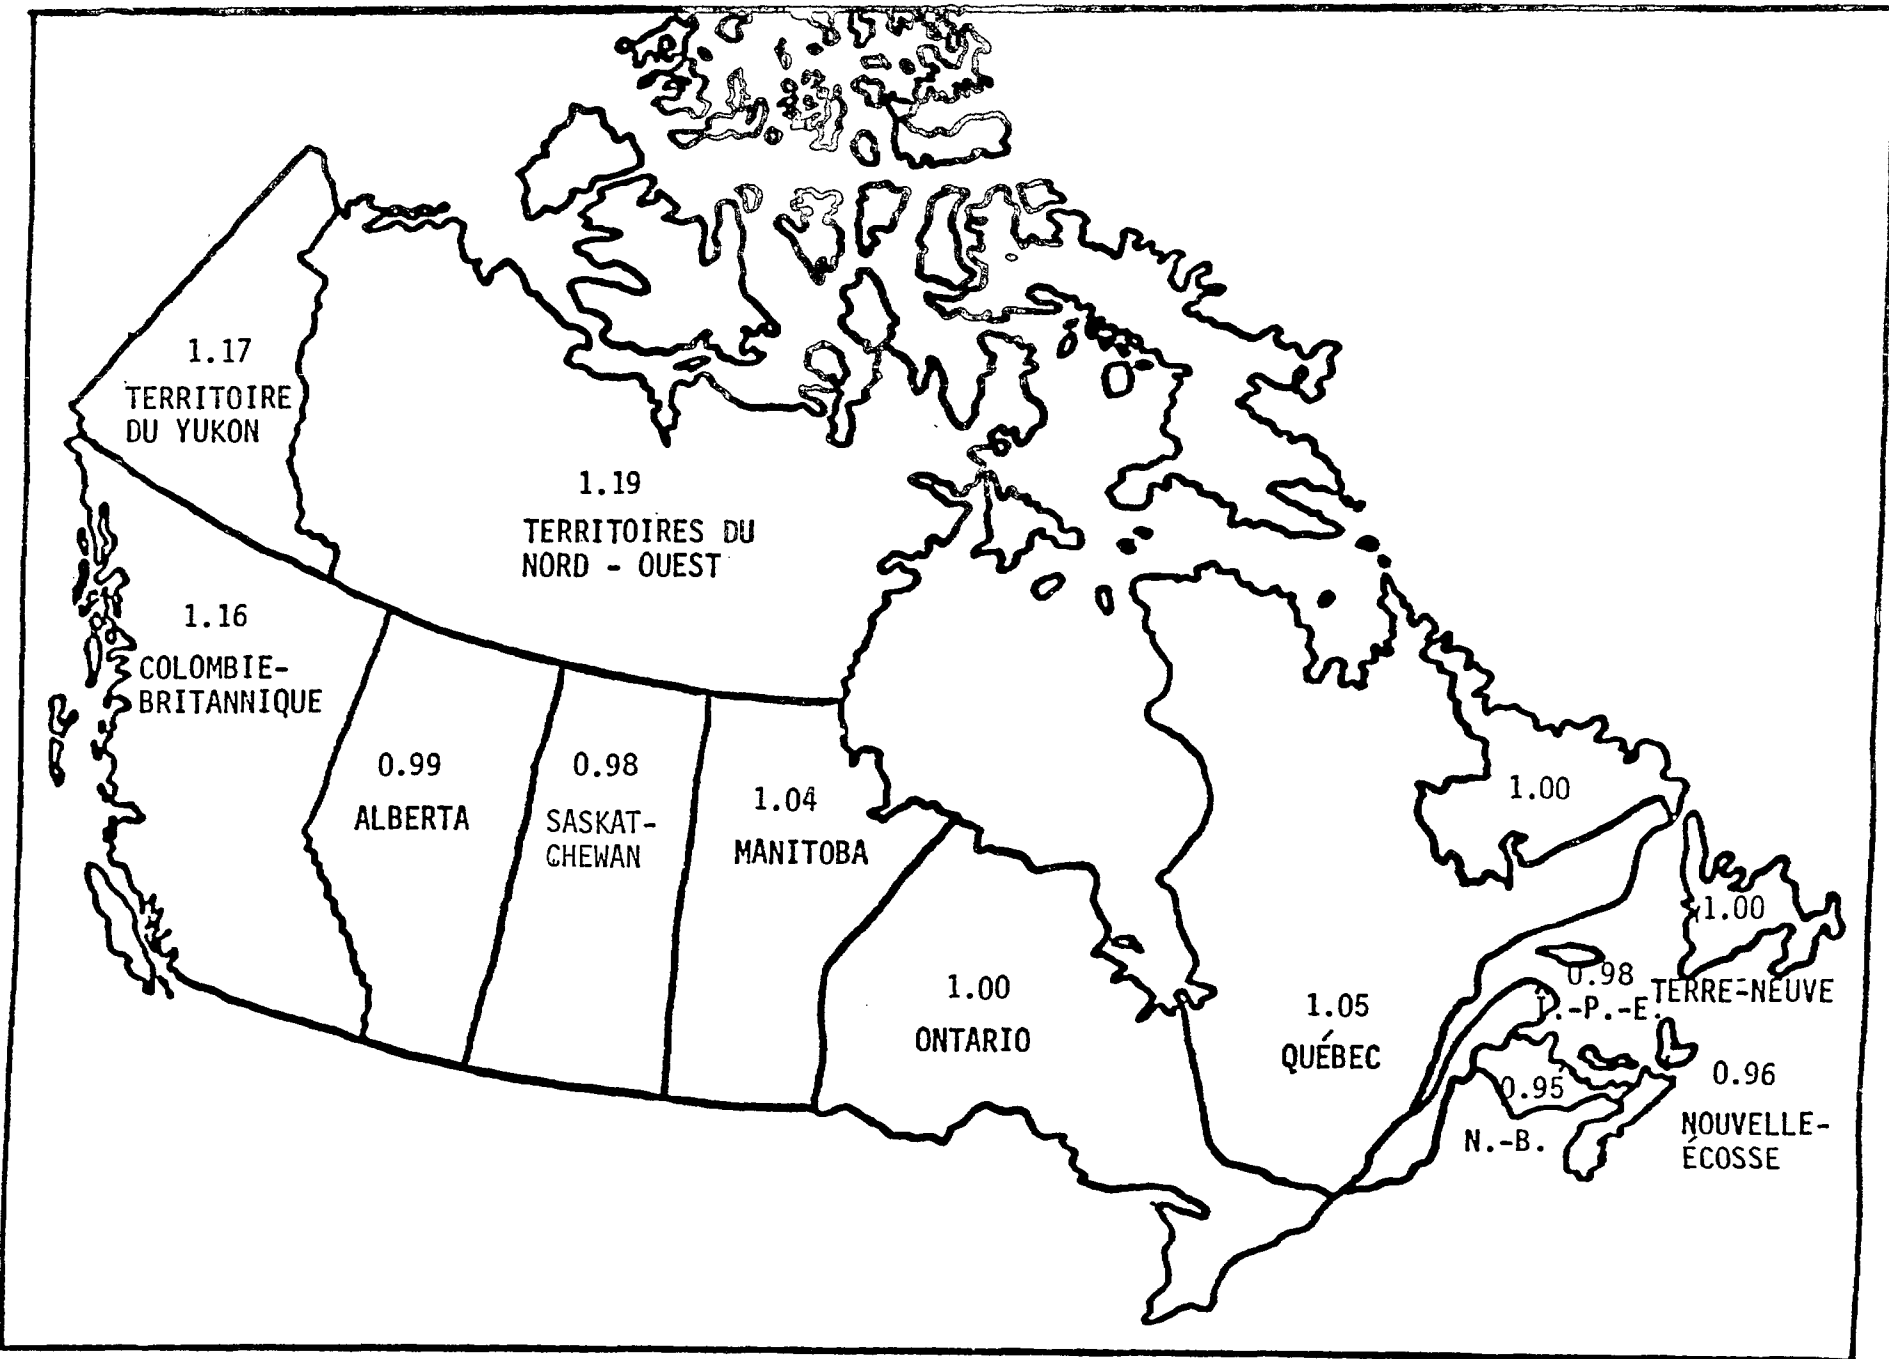 1.17
TERRITOIRE
DU YUKON
1.19
TERRITOIRES DU
NORD - OUEST
1.16
COLOMBIE-
BRITANNIQUE
0.99
ALBERTA
0.98
SASKAT-
CHEWAN
1.04
MANITOBA
1.00
ONTARIO
1.05
QUÉBEC
1.00
1.00
TERRE-NEUVE
0.98
Î.-P.-E.
0.95
N.-B.
0.96
NOUVELLE-
ÉCOSSE